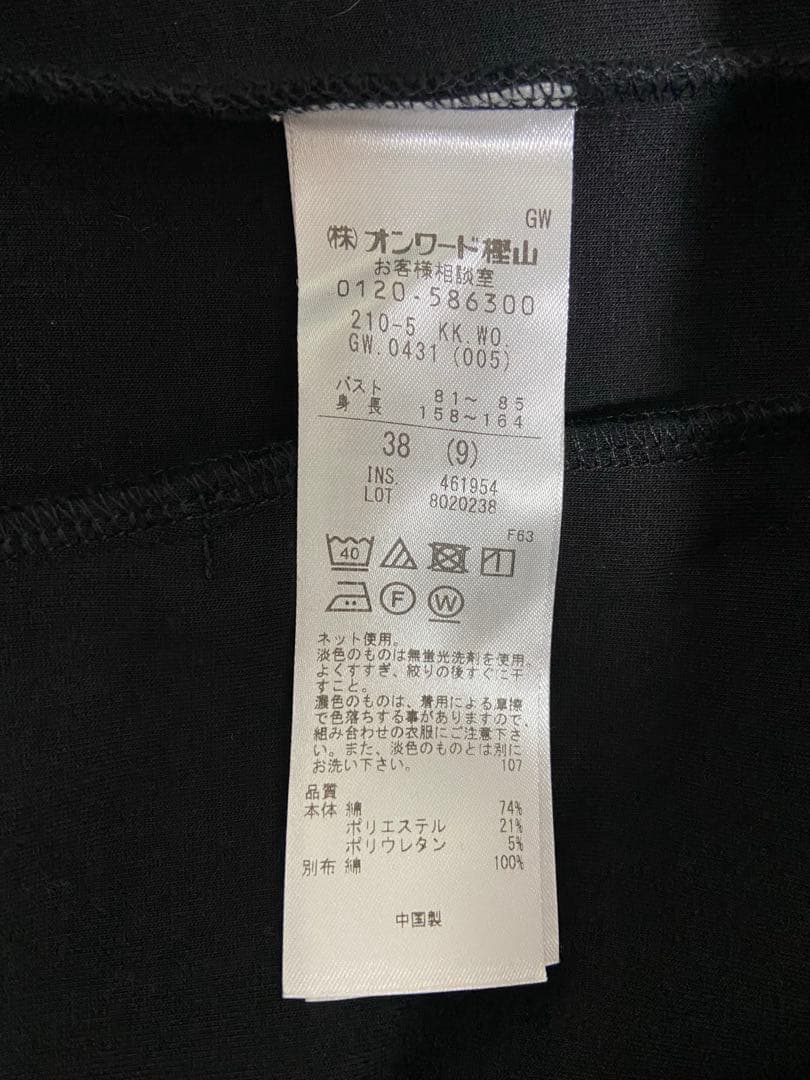 GW
(株)オンワード樫山
お客様相談室
0120-586300
210-5 KK.WO.
GW.0431 (005)
バスト 81～ 85
身長 158～164
38 (9)
INS. 461954
LOT 8020238
F63
40
F W
ネット使用。
淡色のものは無蛍光洗剤を使用。
よくすすぎ、絞りの後すぐに干
すこと。
濃色のものは、着用による摩擦
で色落ちする事がありますので、
組み合わせの衣服にご注意下さ
い。また、淡色のものとは別に
お洗い下さい。 107
品質
本体 綿 74%
ポリエステル 21%
ポリウレタン 5%
別布 綿 100%
中国製